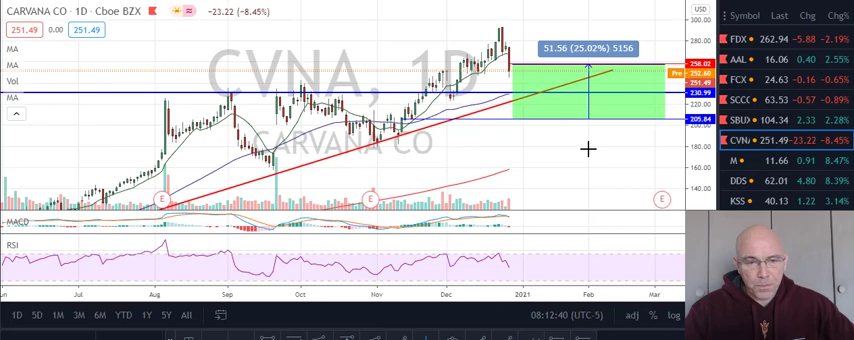 CARVANA CO · 1D · Cboe BZX −23.22 (−8.45%)
251.49 0.00 251.49
MA
MA
Vol
MA
CVNA, 1D
CARVANA CO
51.56 (25.02%) 5156
USD
300.00
280.00
258.02
Pre 252.60
251.49
230.99
220.00
205.84
180.00
160.00
140.00
E
E
E
MACD
RSI
Jul
Aug
Sep
Oct
Nov
Dec
2021
Feb
Mar
1D 5D 1M 3M 6M YTD 1Y 5Y All
08:12:40 (UTC-5) adj % log
Symbol Last Chg Chg%
FDX 262.94 -5.88 -2.19%
AAL 16.06 0.40 2.55%
FCX 24.63 -0.16 -0.65%
SCCO 63.53 -0.57 -0.89%
SBUX 104.34 2.33 2.28%
CVNA 251.49 -23.22 -8.45%
M 11.66 0.91 8.47%
DDS 62.01 4.80 8.39%
KSS 40.13 1.22 3.14%